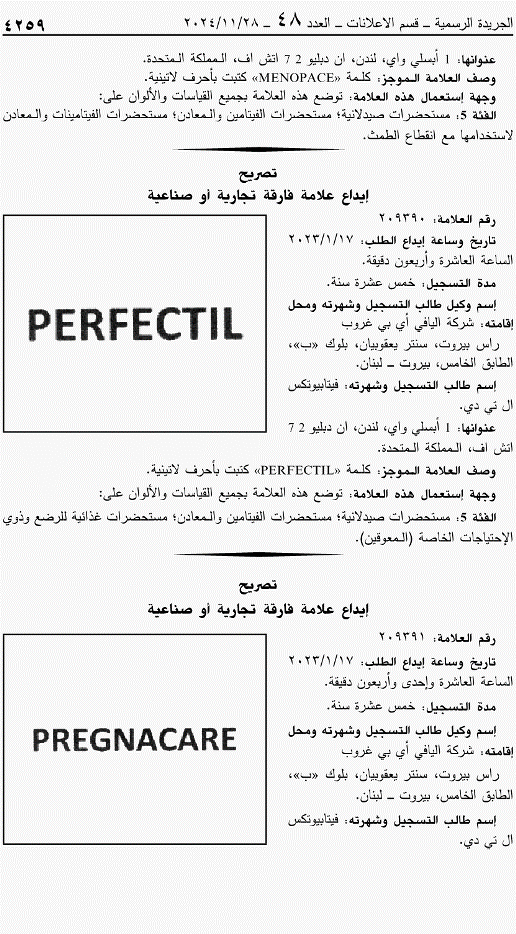 الجريدة الرسمية ــ قسم الاعلانات ــ العدد ٤٨ ــ ٢٠٢٤/١١/٢٨
٤٢٥٩
عنوانها: 1 أبسلي واي، لندن، ان دبليو 2 7 اتش اف، المملكة المتحدة.
وصف العلامة الموجز: كلمة «MENOPACE» كتبت بأحرف لاتينية.
وجهة إستعمال هذه العلامة: توضع هذه العلامة بجميع القياسات والألوان على:
الفئة 5: مستحضرات صيدلانية؛ مستحضرات الفيتامين والمعادن؛ مستحضرات الفيتامينات والمعادن
لاستخدامها مع انقطاع الطمث.
تصريح
إيداع علامة فارقة تجارية أو صناعية
رقم العلامة: ٢٠٩٣٩٠
تاريخ وساعة إيداع الطلب: ٢٠٢٣/١/١٧
الساعة العاشرة وأربعون دقيقة.
مدة التسجيل: خمس عشرة سنة.
إسم وكيل طالب التسجيل وشهرته ومحل
إقامته: شركة اليافي أي بي غروب
راس بيروت، سنتر يعقوبيان، بلوك «ب»،
الطابق الخامس، بيروت ــ لبنان.
إسم طالب التسجيل وشهرته: فيتابيوتكس
ال تي دي.
عنوانها: 1 أبسلي واي، لندن، ان دبليو 2 7
اتش اف، المملكة المتحدة.
PERFECTIL
وصف العلامة الموجز: كلمة «PERFECTIL» كتبت بأحرف لاتينية.
وجهة إستعمال هذه العلامة: توضع هذه العلامة بجميع القياسات والألوان على:
الفئة 5: مستحضرات صيدلانية؛ مستحضرات الفيتامين والمعادن؛ مستحضرات غذائية للرضع وذوي
الإحتياجات الخاصة (المعوقين).
تصريح
إيداع علامة فارقة تجارية أو صناعية
رقم العلامة: ٢٠٩٣٩١
تاريخ وساعة إيداع الطلب: ٢٠٢٣/١/١٧
الساعة العاشرة وإحدى وأربعون دقيقة.
مدة التسجيل: خمس عشرة سنة.
إسم وكيل طالب التسجيل وشهرته ومحل
إقامته: شركة اليافي أي بي غروب
راس بيروت، سنتر يعقوبيان، بلوك «ب»،
الطابق الخامس، بيروت ــ لبنان.
إسم طالب التسجيل وشهرته: فيتابيوتكس
ال تي دي.
PREGNACARE